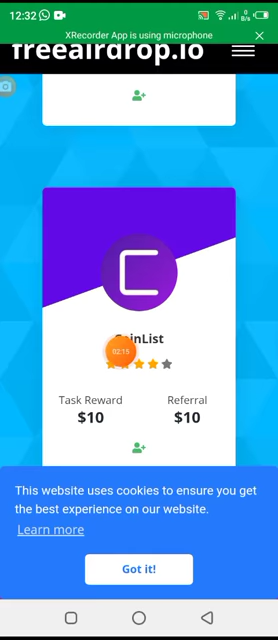 12:32
0
B/s
XRecorder App is using microphone
freeairdrop.io
CoinList
02:15
Task Reward
Referral
$10
$10
This website uses cookies to ensure you get
the best experience on our website.
Learn more
Got it!